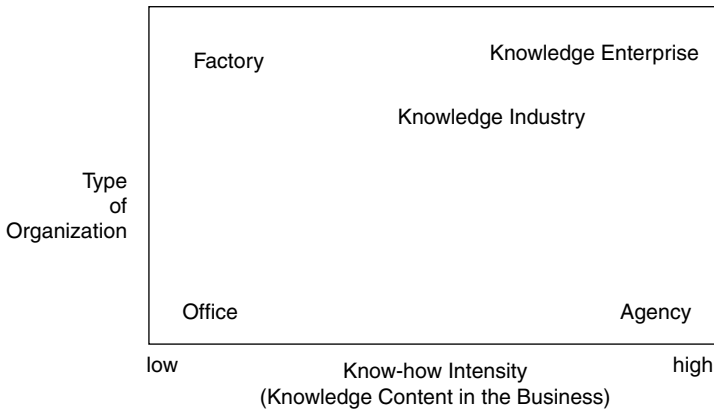 Factory
Knowledge Enterprise
Knowledge Industry
Type
of
Organization
Office
Agency
low
Know-how Intensity
high
(Knowledge Content in the Business)